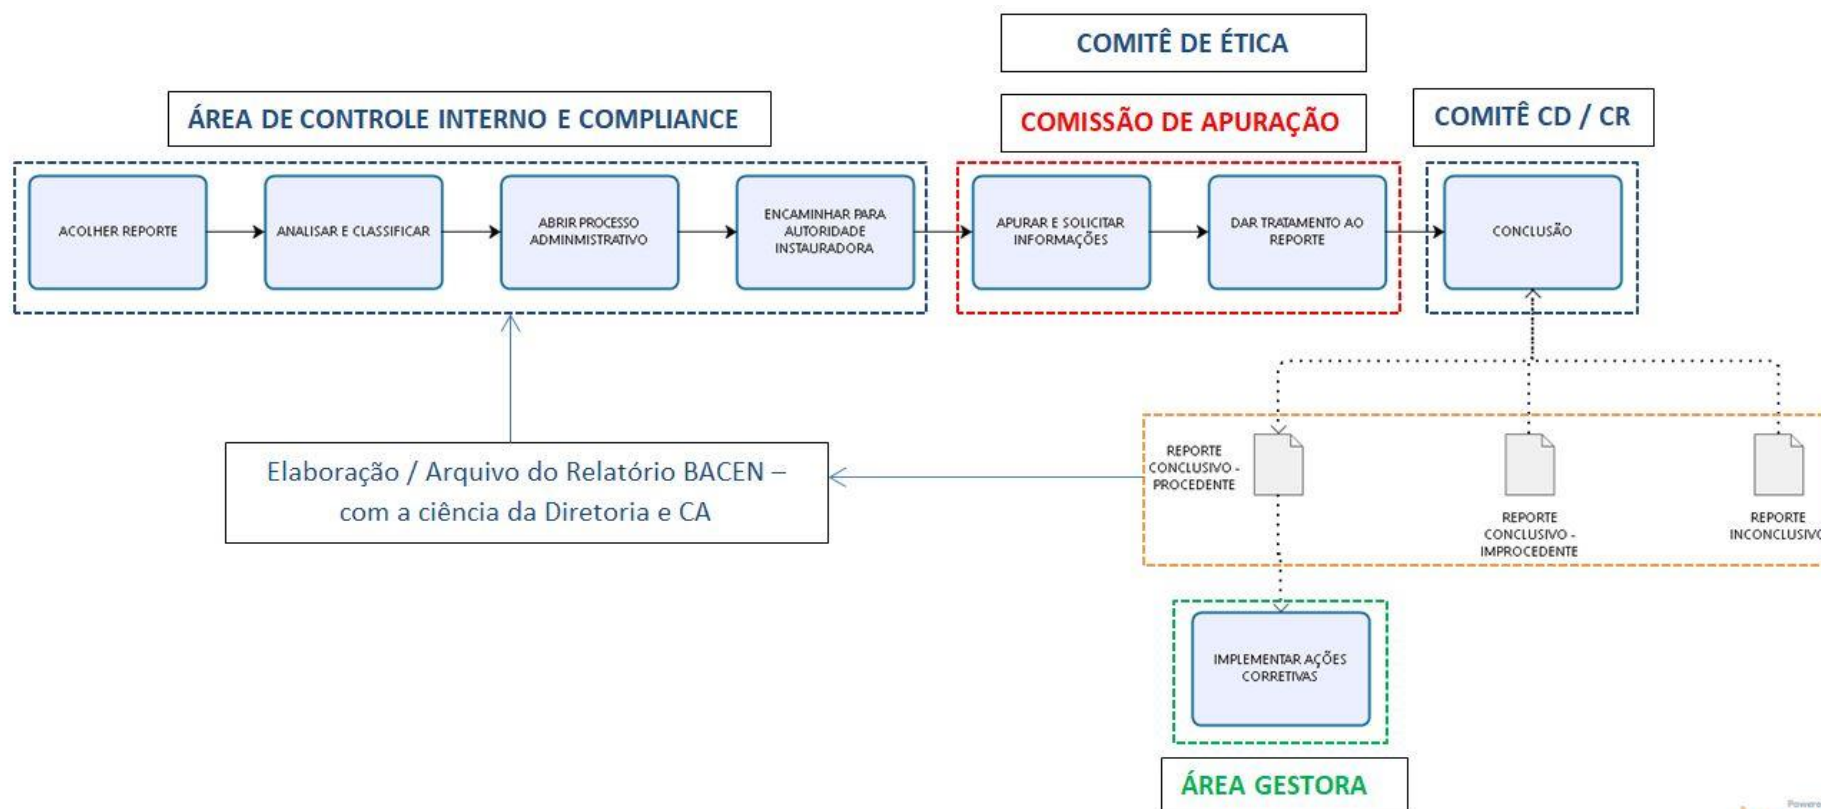 COMITÊ DE ÉTICA
ÁREA DE CONTROLE INTERNO E COMPLIANCE
COMISSÃO DE APURAÇÃO
COMITÊ CD / CR
ACOLHER REPORTE
ANALISAR E CLASSIFICAR
ABRIR PROCESSO
ADMINMISTRATIVO
ENCAMINHAR PARA
AUTORIDADE
INSTAURADORA
APURAR E SOLICITAR
INFORMAÇÕES
DAR TRATAMENTO AO
REPORTE
CONCLUSÃO
Elaboração / Arquivo do Relatório BACEN –
com a ciência da Diretoria e CA
REPORTE
CONCLUSIVO -
PROCEDENTE
REPORTE
CONCLUSIVO -
IMPROCEDENTE
REPORTE
INCONCLUSIVO
IMPLEMENTAR AÇÕES
CORRETIVAS
ÁREA GESTORA
Powere